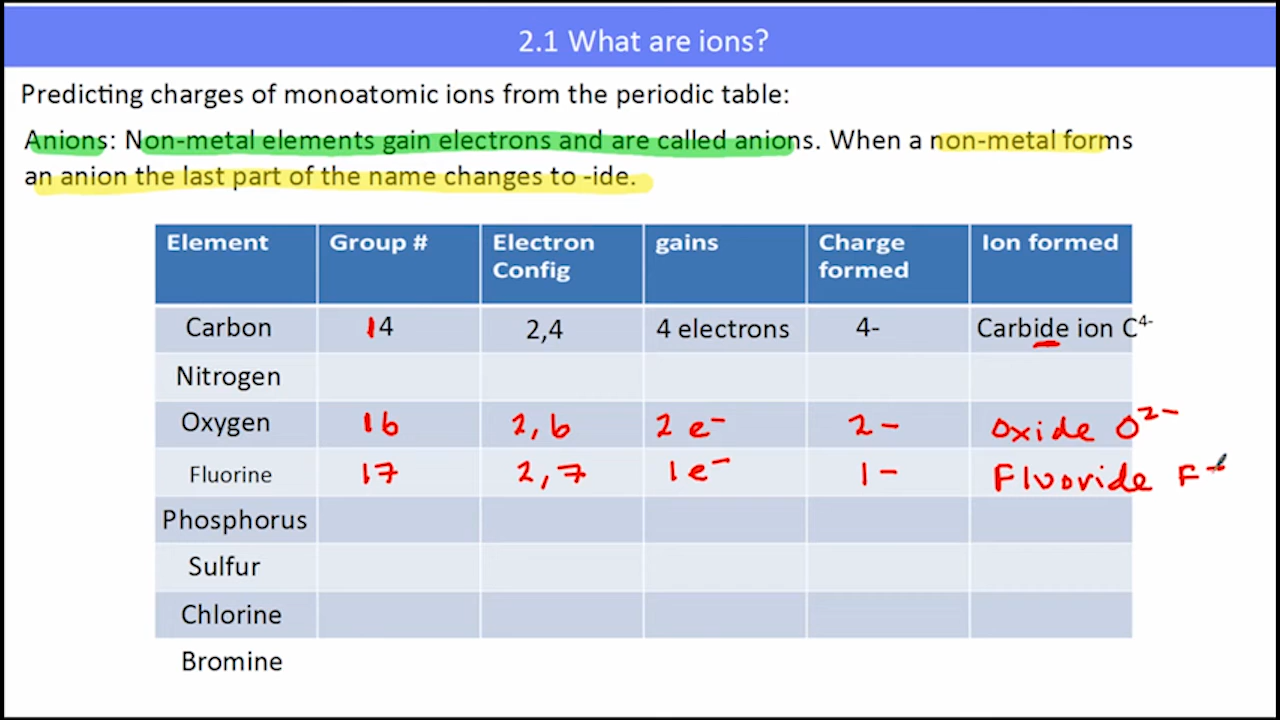 2.1 What are ions?
Predicting charges of monoatomic ions from the periodic table:
Anions: Non-metal elements gain electrons and are called anions. When a non-metal forms
an anion the last part of the name changes to -ide.
Element Group # Electron Config gains Charge formed Ion formed
Carbon 14 2,4 4 electrons 4- Carbide ion C⁴⁻
Nitrogen
Oxygen 16 2,6 2 e⁻ 2- Oxide O²⁻
Fluorine 17 2,7 1e⁻ 1- Fluoride F⁻
Phosphorus
Sulfur
Chlorine
Bromine